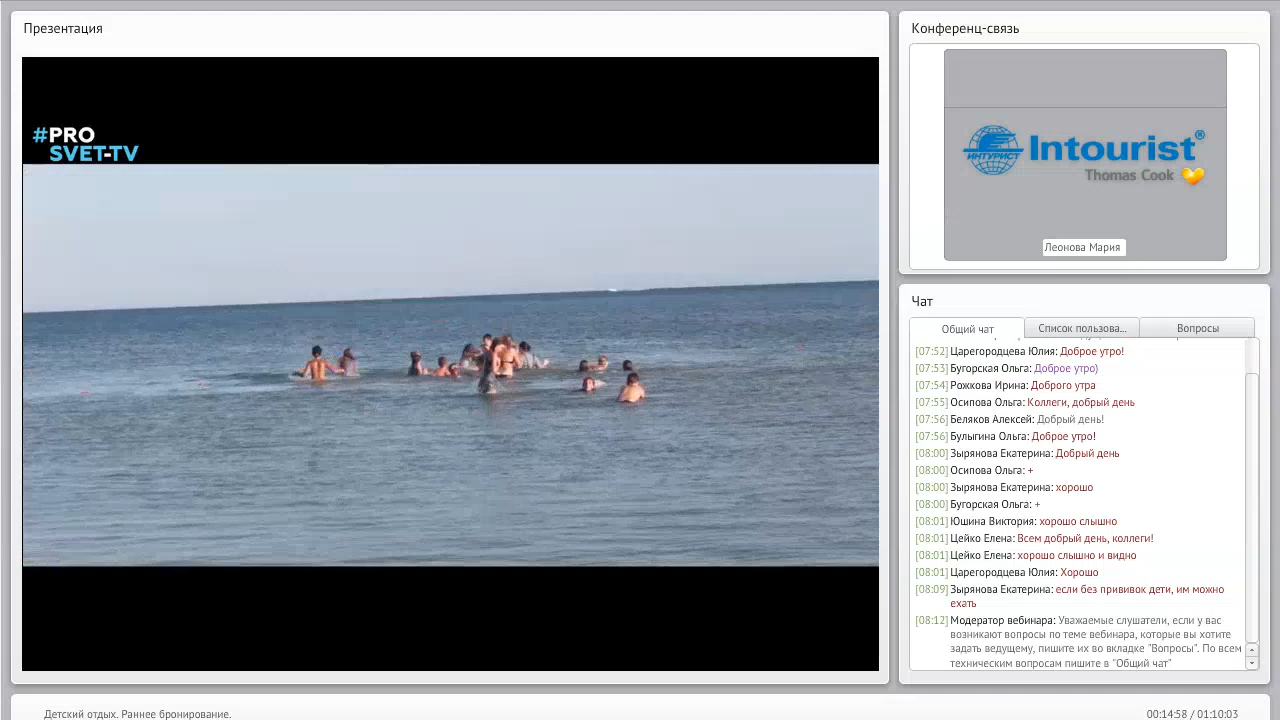 Презентация
#PRO
SVET-TV
Конференц-связь
ИНТУРИСТ
Intourist®
Thomas Cook
Леонова Мария
Чат
Общий чат
Список пользова...
Вопросы
[07:52] Царегородцева Юлия: Доброе утро!
[07:53] Бугорская Ольга: Доброе утро)
[07:54] Рожкова Ирина: Доброго утра
[07:55] Осипова Ольга: Коллеги, добрый день
[07:56] Беляков Алексей: Добрый день!
[07:56] Булыгина Ольга: Доброе утро!
[08:00] Зырянова Екатерина: Добрый день
[08:00] Осипова Ольга: +
[08:00] Зырянова Екатерина: хорошо
[08:00] Бугорская Ольга: +
[08:01] Юшина Виктория: хорошо слышно
[08:01] Цейко Елена: Всем добрый день, коллеги!
[08:01] Цейко Елена: хорошо слышно и видно
[08:01] Царегородцева Юлия: Хорошо
[08:09] Зырянова Екатерина: если без прививок дети, им можно
ехать
[08:12] Модератор вебинара: Уважаемые слушатели, если у вас
возникают вопросы по теме вебинара, которые вы хотите
задать ведущему, пишите их во вкладке "Вопросы". По всем
техническим вопросам пишите в "Общий чат"
Детский отдых. Раннее бронирование.
00:14:58 / 01:10:03